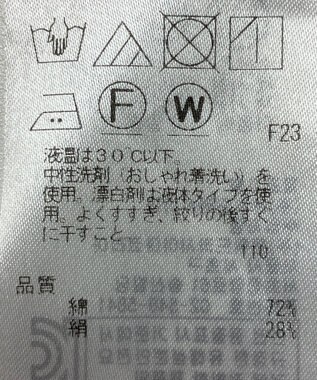 F W
F23
液温は30℃以下。
中性洗剤（おしゃれ着洗い）を
使用。漂白剤は液体タイプを使
用。よくすすぎ、絞りの後すぐ
に干すこと
110
品質
綿 72%
絹 28%